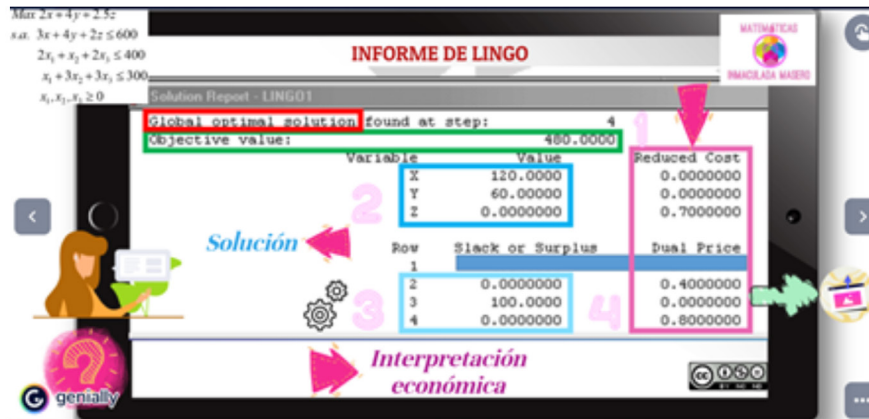 Max 2x + 4y + 2.5z
s.a. 3x + 4y + 2z ≤ 600
2x₁ + x₂ + 2x₃ ≤ 400
x₁ + 3x₂ + 3x₃ ≤ 300
x₁, x₂, x₃ ≥ 0
INFORME DE LINGO
MATEMÁTICAS
INMACULADA MASERO
Solution Report - LINGO1
Global optimal solution found at step: 4
Objective value: 480.0000
1
Variable Value Reduced Cost
X 120.0000 0.0000000
Y 60.00000 0.0000000
Z 0.0000000 0.7000000
2
Solución
Row Slack or Surplus Dual Price
1
2 0.0000000 0.4000000
3 100.0000 0.0000000
4 0.0000000 0.8000000
3
4
Interpretación
económica
genially
cc
BY NC ND